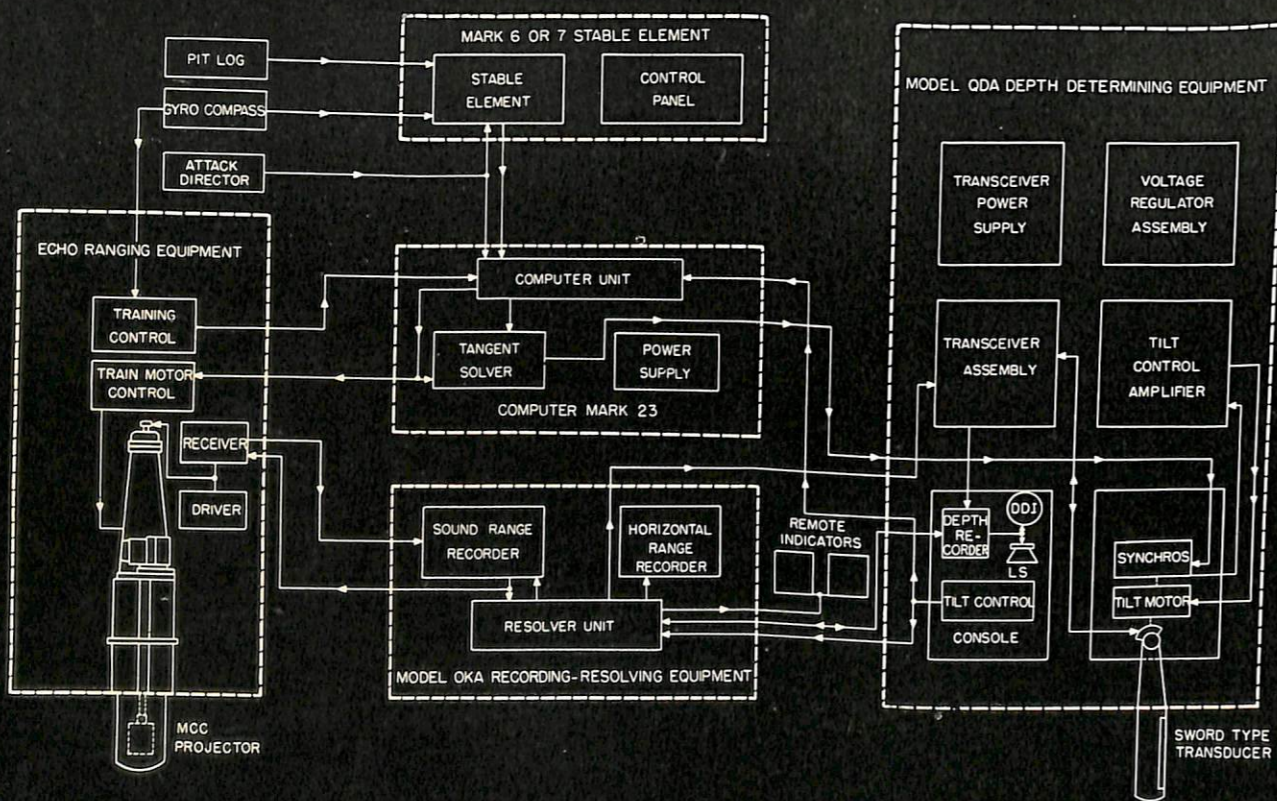 MARK 6 OR 7 STABLE ELEMENT
PIT LOG
STABLE
ELEMENT
CONTROL
PANEL
GYRO COMPASS
ATTACK
DIRECTOR
ECHO RANGING EQUIPMENT
TRAINING
CONTROL
TRAIN MOTOR
CONTROL
RECEIVER
DRIVER
MCC
PROJECTOR
COMPUTER UNIT
TANGENT
SOLVER
POWER
SUPPLY
COMPUTER MARK 23
SOUND RANGE
RECORDER
HORIZONTAL
RANGE
RECORDER
RESOLVER UNIT
MODEL OKA RECORDING-RESOLVING EQUIPMENT
REMOTE
INDICATORS
MODEL QDA DEPTH DETERMINING EQUIPMENT
TRANSCEIVER
POWER
SUPPLY
VOLTAGE
REGULATOR
ASSEMBLY
TRANSCEIVER
ASSEMBLY
TILT
CONTROL
AMPLIFIER
DEPTH
RE-
CORDER
DDI
LS
TILT CONTROL
CONSOLE
SYNCHROS
TILT MOTOR
SWORD TYPE
TRANSDUCER